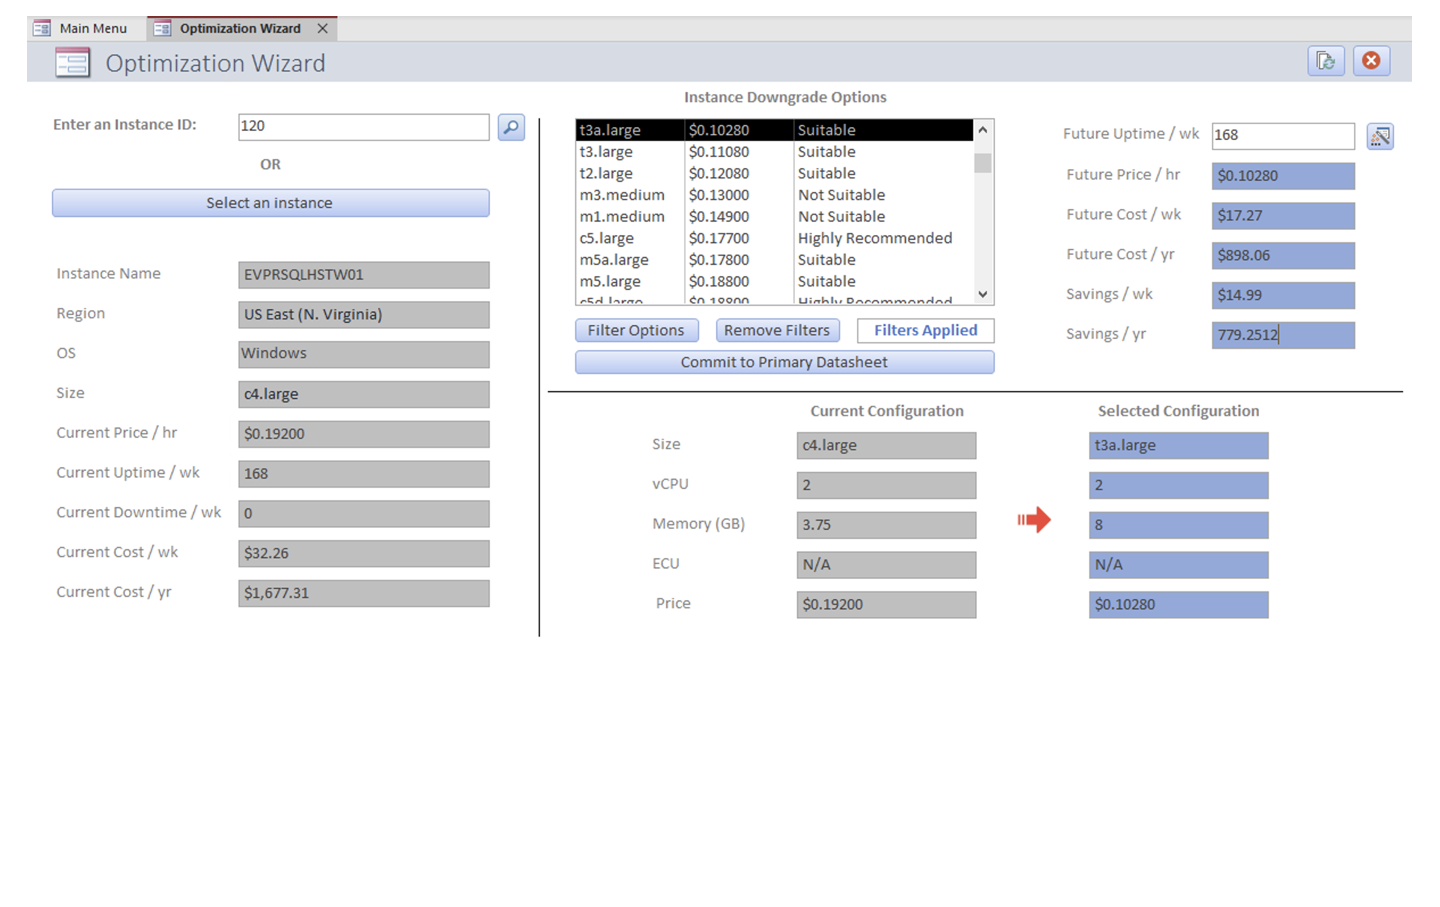 Main Menu
Optimization Wizard
Optimization Wizard
Enter an Instance ID:
120
OR
Select an instance
Instance Name
EVPRSQLHSTW01
Region
US East (N. Virginia)
OS
Windows
Size
c4.large
Current Price / hr
$0.19200
Current Uptime / wk
168
Current Downtime / wk
0
Current Cost / wk
$32.26
Current Cost / yr
$1,677.31
Instance Downgrade Options
t3a.large $0.10280 Suitable
t3.large $0.11080 Suitable
t2.large $0.12080 Suitable
m3.medium $0.13000 Not Suitable
m1.medium $0.14900 Not Suitable
c5.large $0.17700 Highly Recommended
m5a.large $0.17800 Suitable
m5.large $0.18800 Suitable
c5d.large $0.18800 Highly Recommended
Filter Options
Remove Filters
Filters Applied
Commit to Primary Datasheet
Future Uptime / wk
168
Future Price / hr
$0.10280
Future Cost / wk
$17.27
Future Cost / yr
$898.06
Savings / wk
$14.99
Savings / yr
779.2512
Current Configuration
Selected Configuration
Size
c4.large
t3a.large
vCPU
2
2
Memory (GB)
3.75
8
ECU
N/A
N/A
Price
$0.19200
$0.10280